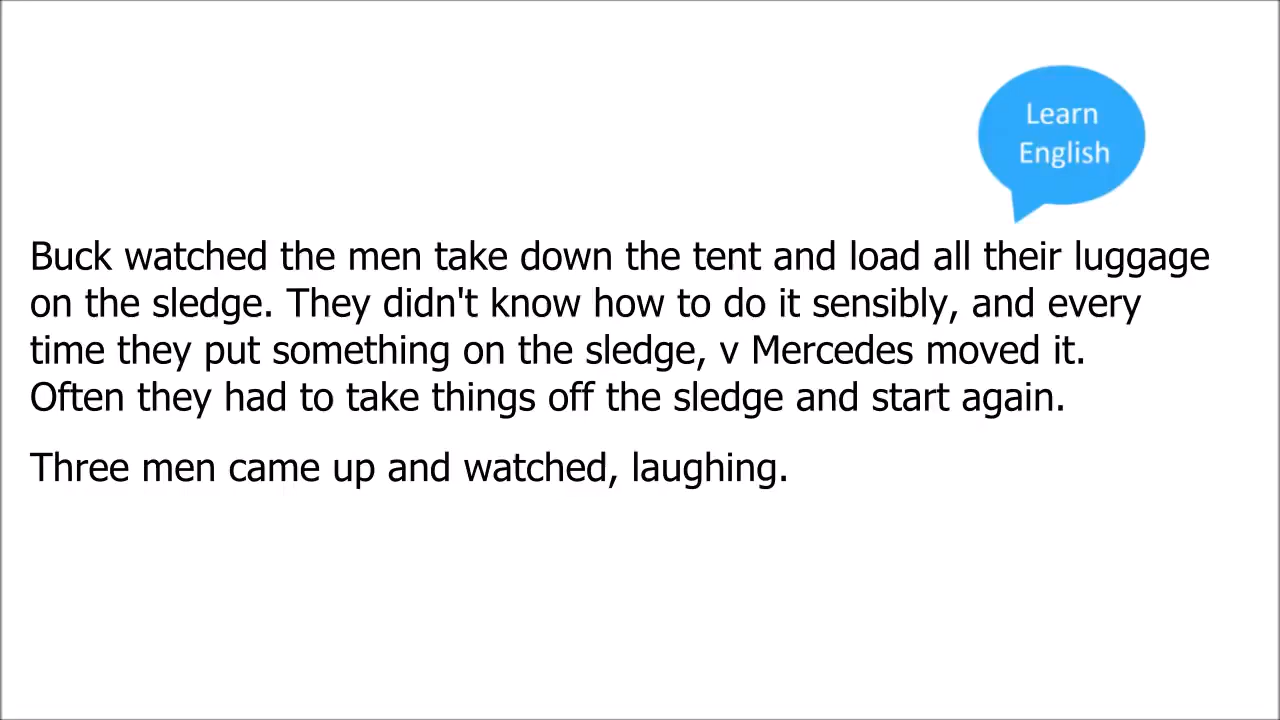 Learn
English
Buck watched the men take down the tent and load all their luggage
on the sledge. They didn't know how to do it sensibly, and every
time they put something on the sledge, v Mercedes moved it.
Often they had to take things off the sledge and start again.
Three men came up and watched, laughing.